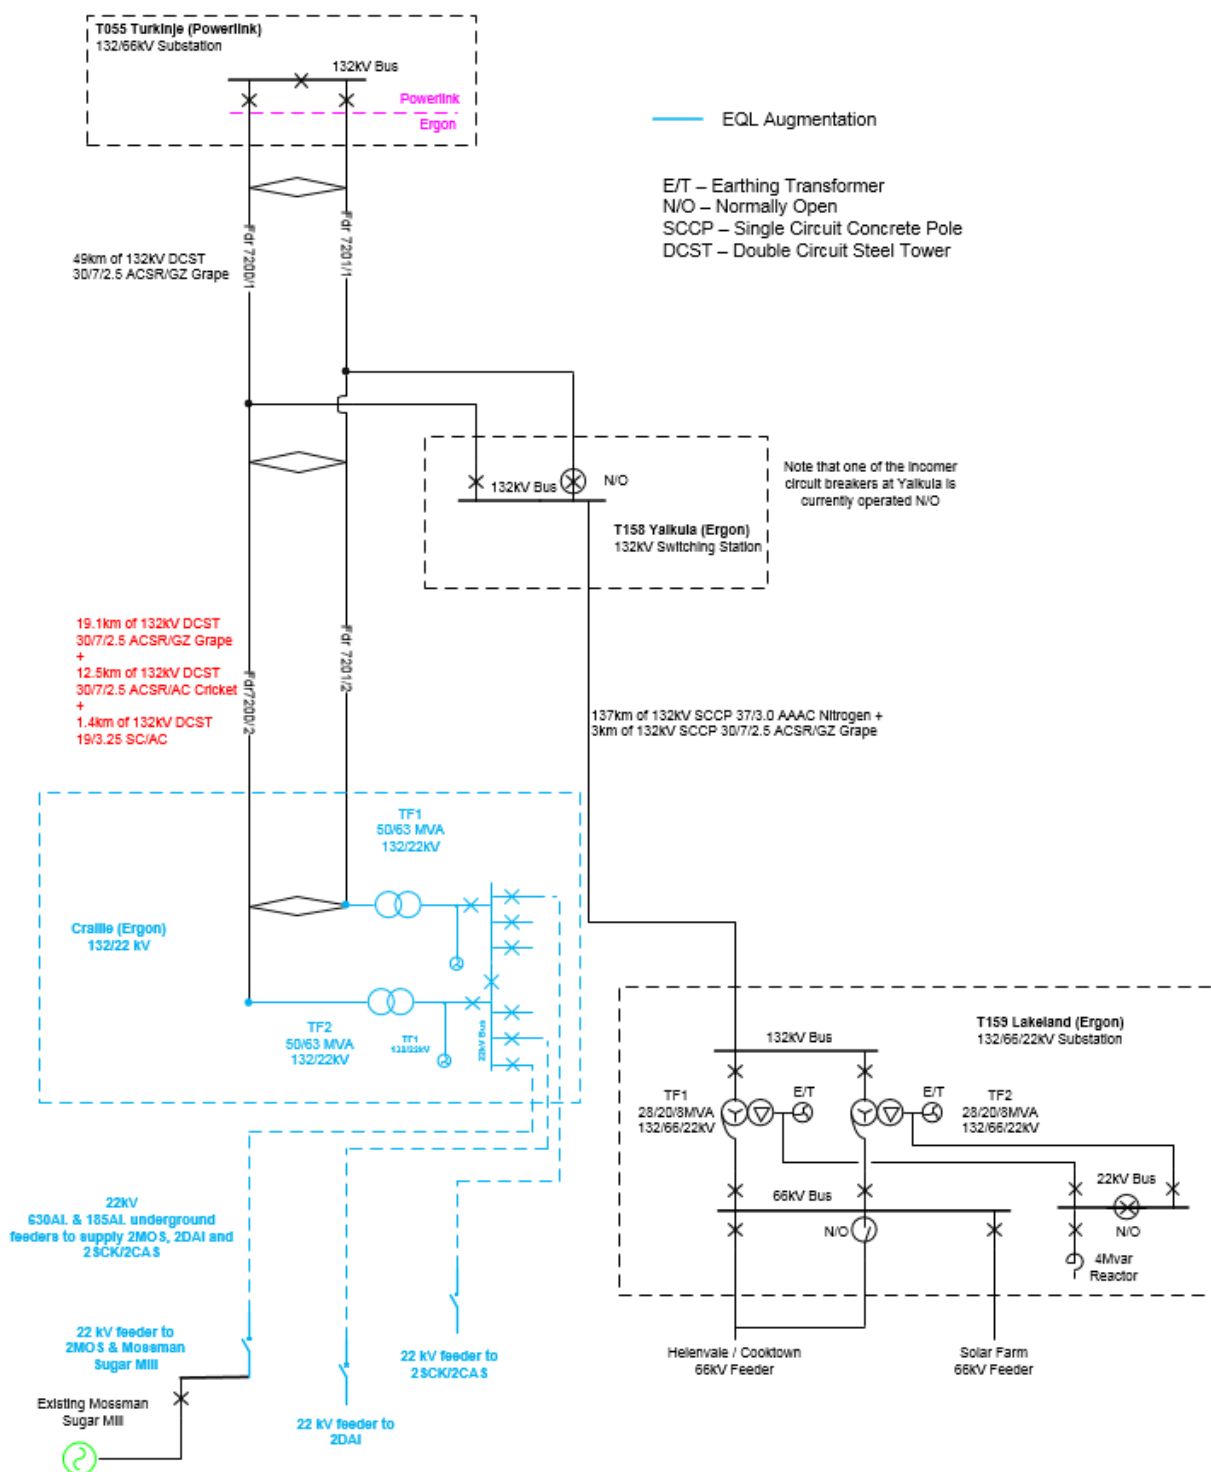 T055 Turkinje (Powerlink)
132/66kV Substation
132kV Bus
Powerlink
Ergon
EQL Augmentation
E/T – Earthing Transformer
N/O – Normally Open
SCCP – Single Circuit Concrete Pole
DCST – Double Circuit Steel Tower
Fdr 7200/1
Fdr 7201/1
49km of 132kV DCST
30/7/2.5 ACSR/GZ Grape
132kV Bus
N/O
T158 Yalkula (Ergon)
132kV Switching Station
Note that one of the incomer
circuit breakers at Yalkula is
currently operated N/O
19.1km of 132kV DCST
30/7/2.5 ACSR/GZ Grape
+
12.5km of 132kV DCST
30/7/2.5 ACSR/AC Cricket
+
1.4km of 132kV DCST
19/3.25 SC/AC
Fdr7200/2
Fdr 7201/2
137km of 132kV SCCP 37/3.0 AAAC Nitrogen +
3km of 132kV SCCP 30/7/2.5 ACSR/GZ Grape
TF1
50/63 MVA
132/22kV
Craiglie (Ergon)
132/22 kV
TF2
50/63 MVA
132/22kV
TF1
132/22kV
22kV Bus
T159 Lakeland (Ergon)
132/66/22kV Substation
132kV Bus
TF1
28/20/8MVA
132/66/22kV
E/T
E/T
TF2
28/20/8MVA
132/66/22kV
66kV Bus
N/O
22kV Bus
N/O
4Mvar
Reactor
Helenvale / Cooktown
66kV Feeder
Solar Farm
66kV Feeder
22kV
630Al. & 185Al. underground
feeders to supply 2MOS, 2DAI and
2SCK/2CAS
22 kV feeder to
2MOS & Mossman
Sugar Mill
22 kV feeder to
2SCK/2CAS
22 kV feeder to
2DAI
Existing Mossman
Sugar Mill